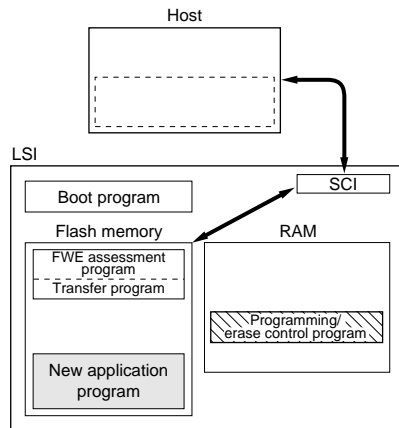 Host
LSI
SCI
Boot program
Flash memory
RAM
FWE assessment
program
Transfer program
Programming/
erase control program
New application
program